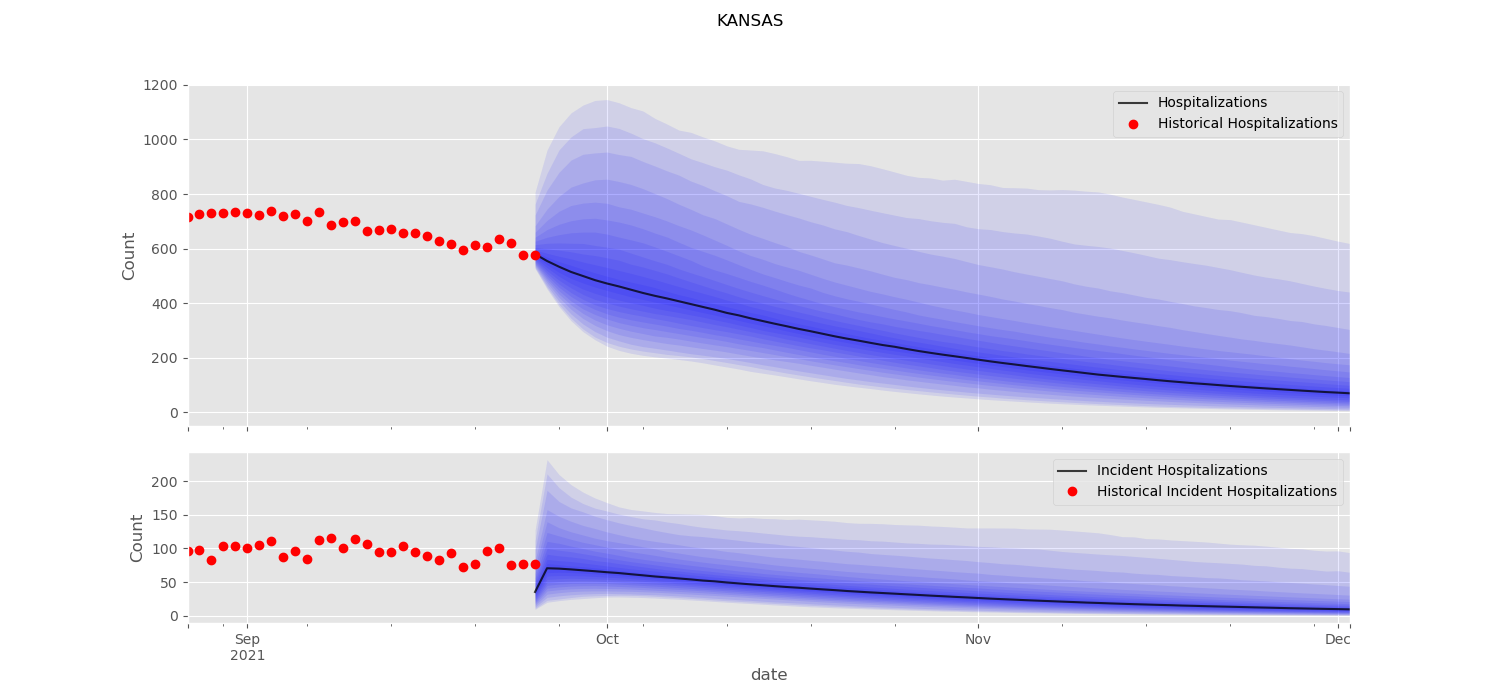 KANSAS
1200
1000
800
600
400
200
0
Count
Hospitalizations
Historical Hospitalizations
200
150
100
50
0
Count
Incident Hospitalizations
Historical Incident Hospitalizations
Sep
2021
Oct
Nov
Dec
date